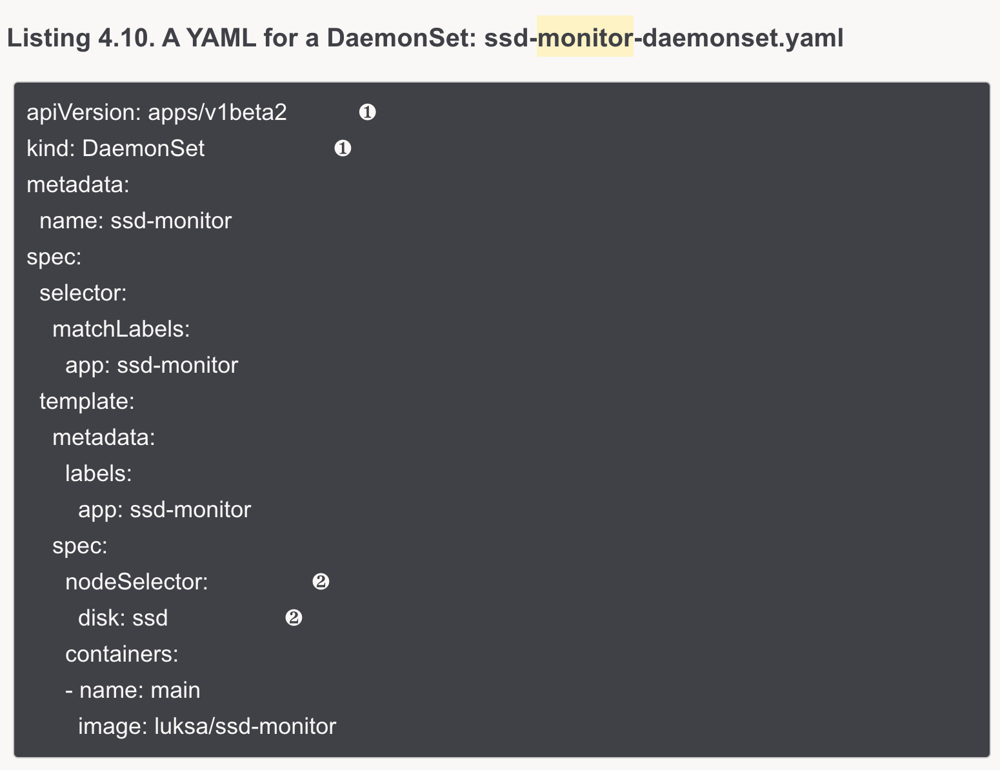 Listing 4.10. A YAML for a DaemonSet: ssd-monitor-daemonset.yaml
apiVersion: apps/v1beta2 ❶
kind: DaemonSet ❶
metadata:
  name: ssd-monitor
spec:
  selector:
    matchLabels:
      app: ssd-monitor
  template:
    metadata:
      labels:
        app: ssd-monitor
    spec:
      nodeSelector: ❷
        disk: ssd ❷
      containers:
      - name: main
        image: luksa/ssd-monitor